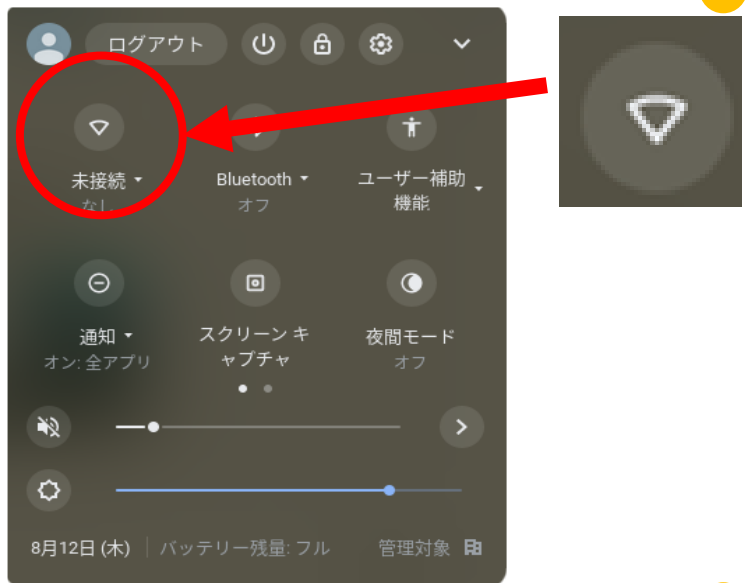 ログアウト
未接続
なし
Bluetooth
オフ
ユーザー補助
機能
通知
オン: 全アプリ
スクリーン キ
ャプチャ
夜間モード
オフ
8月12日 (木)
バッテリー残量: フル
管理対象